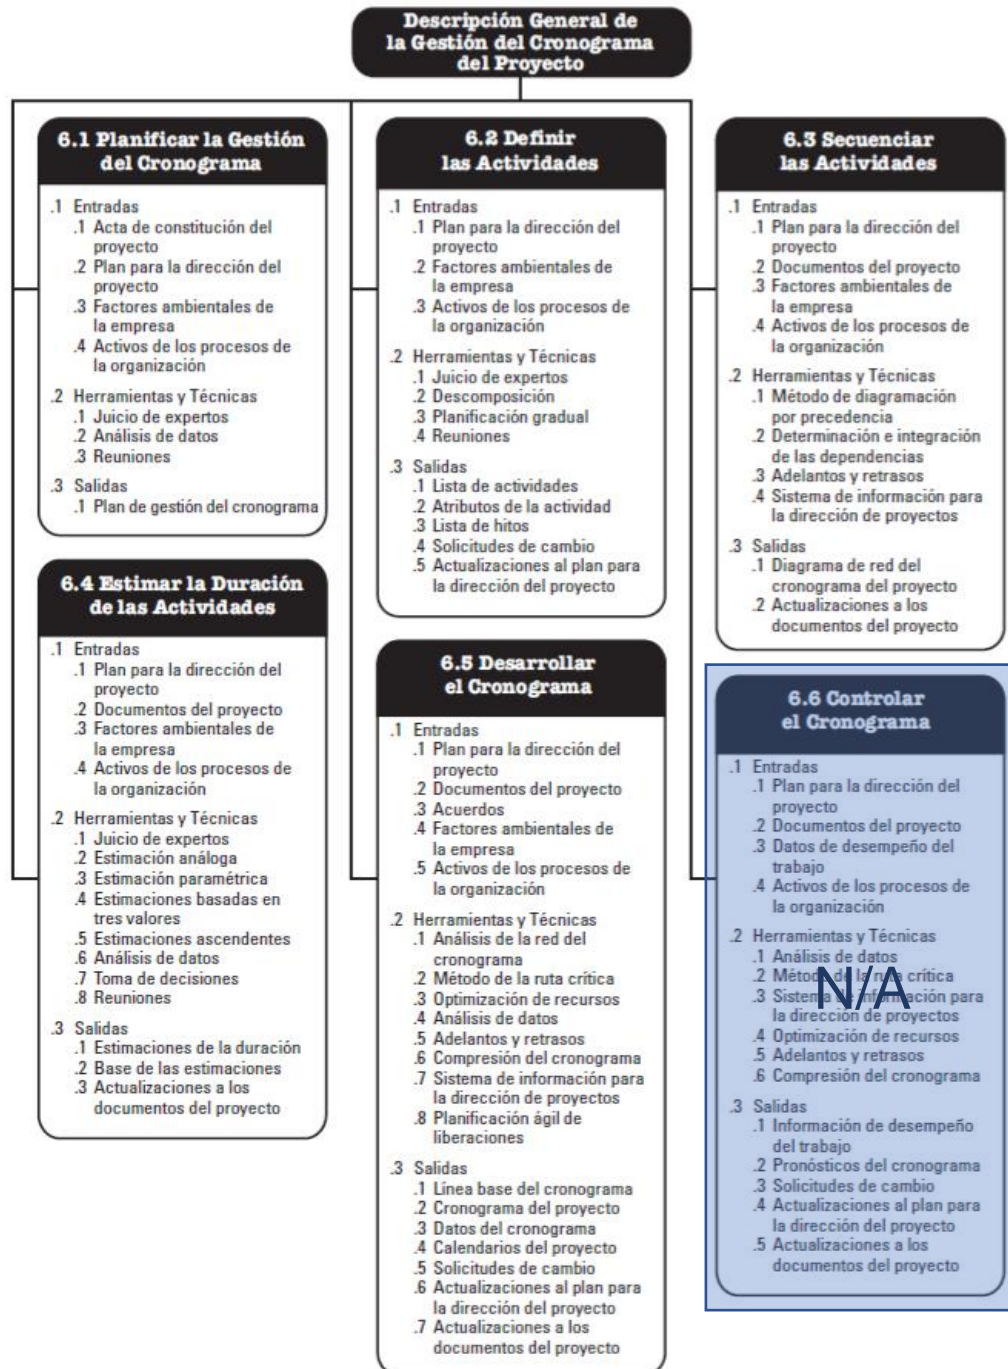 Descripción General de
la Gestión del Cronograma
del Proyecto
6.1 Planificar la Gestión
del Cronograma
.1 Entradas
.1 Acta de constitución del
proyecto
.2 Plan para la dirección del
proyecto
.3 Factores ambientales de
la empresa
.4 Activos de los procesos de
la organización
.2 Herramientas y Técnicas
.1 Juicio de expertos
.2 Análisis de datos
.3 Reuniones
.3 Salidas
.1 Plan de gestión del cronograma
6.2 Definir
las Actividades
.1 Entradas
.1 Plan para la dirección del
proyecto
.2 Factores ambientales de
la empresa
.3 Activos de los procesos de
la organización
.2 Herramientas y Técnicas
.1 Juicio de expertos
.2 Descomposición
.3 Planificación gradual
.4 Reuniones
.3 Salidas
.1 Lista de actividades
.2 Atributos de la actividad
.3 Lista de hitos
.4 Solicitudes de cambio
.5 Actualizaciones al plan para
la dirección del proyecto
6.3 Secuenciar
las Actividades
.1 Entradas
.1 Plan para la dirección del
proyecto
.2 Documentos del proyecto
.3 Factores ambientales de
la empresa
.4 Activos de los procesos de
la organización
.2 Herramientas y Técnicas
.1 Método de diagramación
por precedencia
.2 Determinación e integración
de las dependencias
.3 Adelantos y retrasos
.4 Sistema de información para
la dirección de proyectos
.3 Salidas
.1 Diagrama de red del
cronograma del proyecto
.2 Actualizaciones a los
documentos del proyecto
6.4 Estimar la Duración
de las Actividades
.1 Entradas
.1 Plan para la dirección del
proyecto
.2 Documentos del proyecto
.3 Factores ambientales de
la empresa
.4 Activos de los procesos de
la organización
.2 Herramientas y Técnicas
.1 Juicio de expertos
.2 Estimación análoga
.3 Estimación paramétrica
.4 Estimaciones basadas en
tres valores
.5 Estimaciones ascendentes
.6 Análisis de datos
.7 Toma de decisiones
.8 Reuniones
.3 Salidas
.1 Estimaciones de la duración
.2 Base de las estimaciones
.3 Actualizaciones a los
documentos del proyecto
6.5 Desarrollar
el Cronograma
.1 Entradas
.1 Plan para la dirección del
proyecto
.2 Documentos del proyecto
.3 Acuerdos
.4 Factores ambientales de
la empresa
.5 Activos de los procesos de
la organización
.2 Herramientas y Técnicas
.1 Análisis de la red del
cronograma
.2 Método de la ruta crítica
.3 Optimización de recursos
.4 Análisis de datos
.5 Adelantos y retrasos
.6 Compresión del cronograma
.7 Sistema de información para
la dirección de proyectos
.8 Planificación ágil de
liberaciones
.3 Salidas
.1 Línea base del cronograma
.2 Cronograma del proyecto
.3 Datos del cronograma
.4 Calendarios del proyecto
.5 Solicitudes de cambio
.6 Actualizaciones al plan para
la dirección del proyecto
.7 Actualizaciones a los
documentos del proyecto
6.6 Controlar
el Cronograma
.1 Entradas
.1 Plan para la dirección del
proyecto
.2 Documentos del proyecto
.3 Datos de desempeño del
trabajo
.4 Activos de los procesos de
la organización
.2 Herramientas y Técnicas
.1 Análisis de datos
.2 Método de la ruta crítica
.3 Sistema de información para
la dirección de proyectos
.4 Optimización de recursos
.5 Adelantos y retrasos
.6 Compresión del cronograma
N/A
.3 Salidas
.1 Información de desempeño
del trabajo
.2 Pronósticos del cronograma
.3 Solicitudes de cambio
.4 Actualizaciones al plan para
la dirección del proyecto
.5 Actualizaciones a los
documentos del proyecto